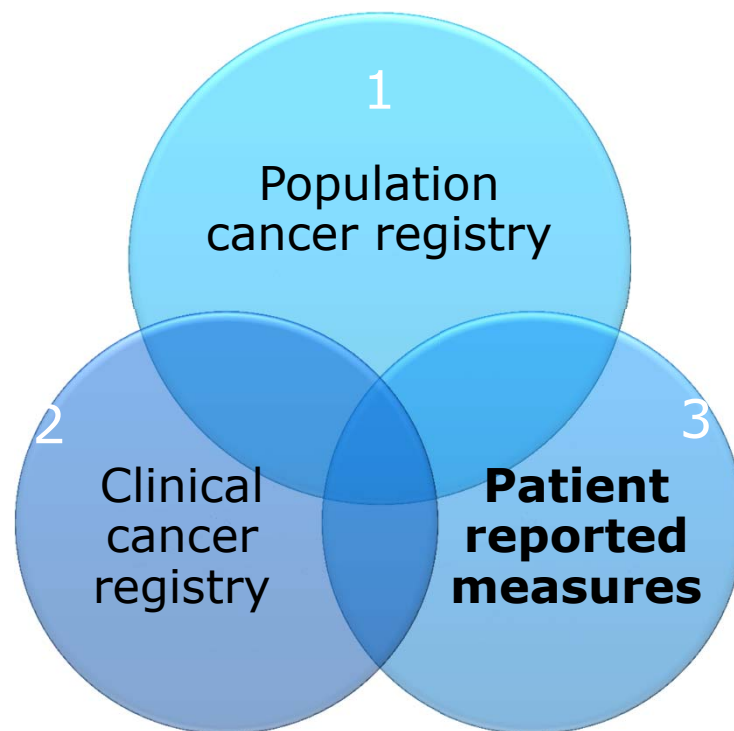 1
Population
cancer registry
2
Clinical
cancer
registry
3
Patient
reported
measures